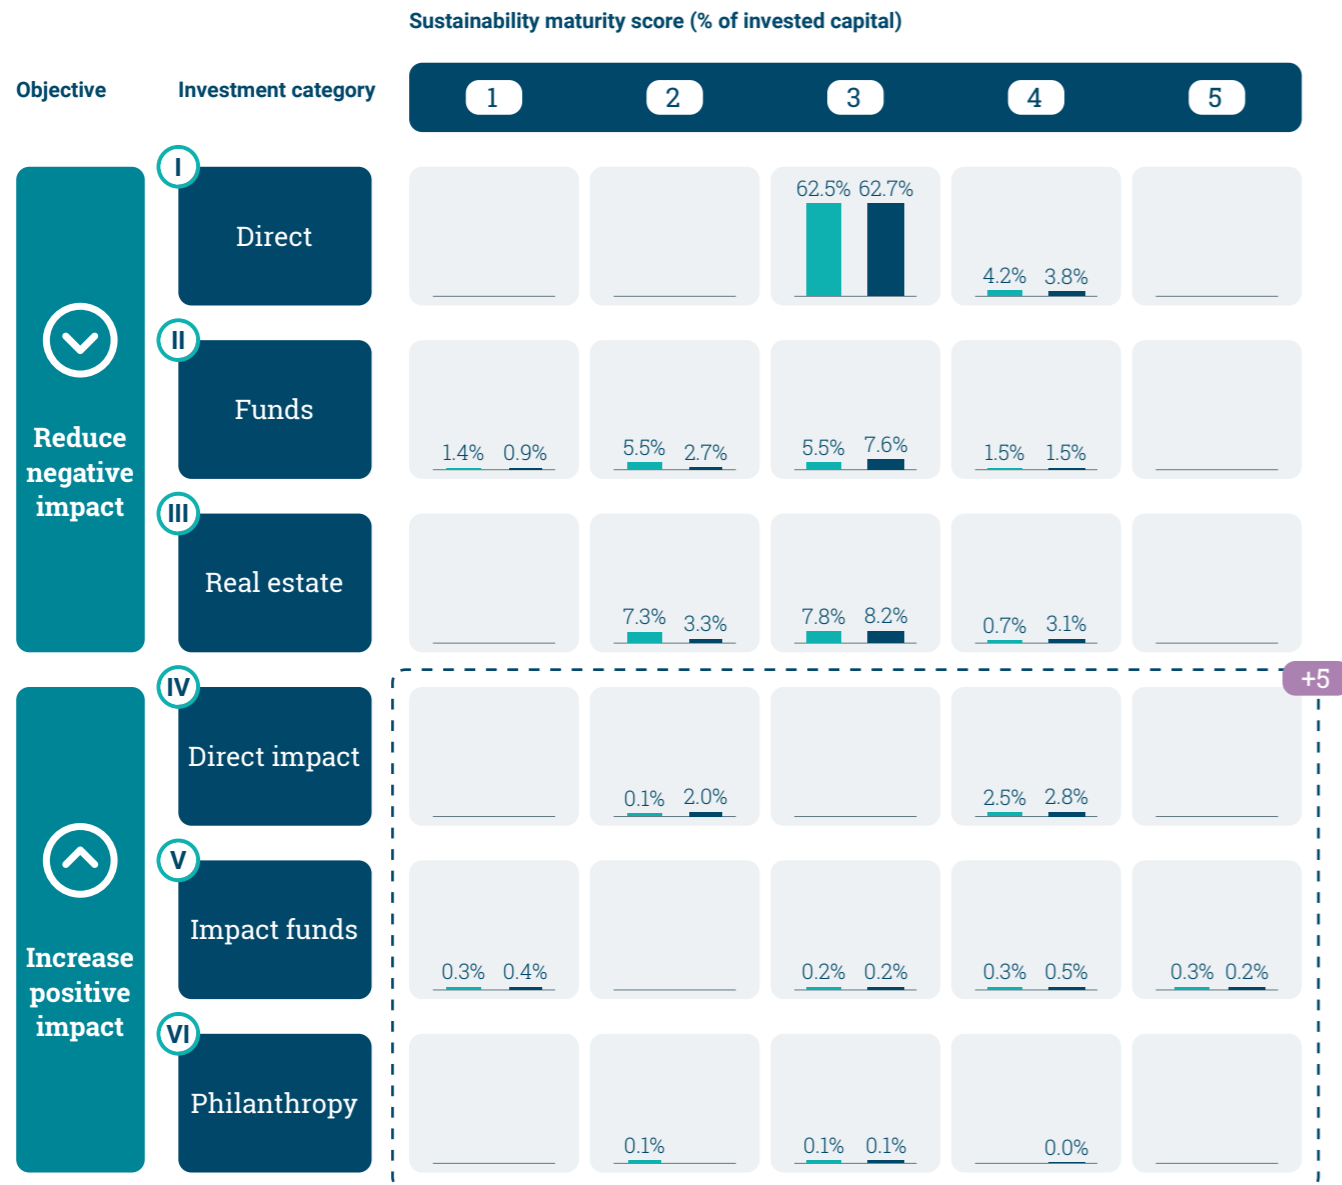 Sustainability maturity score (% of invested capital)
Objective Investment category 1 2 3 4 5
Reduce
negative
impact
I
Direct
62.5% 62.7%
4.2% 3.8%
II
Funds
1.4% 0.9%
5.5% 2.7%
5.5% 7.6%
1.5% 1.5%
III
Real estate
7.3% 3.3%
7.8% 8.2%
0.7% 3.1%
+5
Increase
positive
impact
IV
Direct impact
0.1% 2.0%
2.5% 2.8%
V
Impact funds
0.3% 0.4%
0.2% 0.2%
0.3% 0.5%
0.3% 0.2%
VI
Philanthropy
0.1%
0.1% 0.1%
0.0%